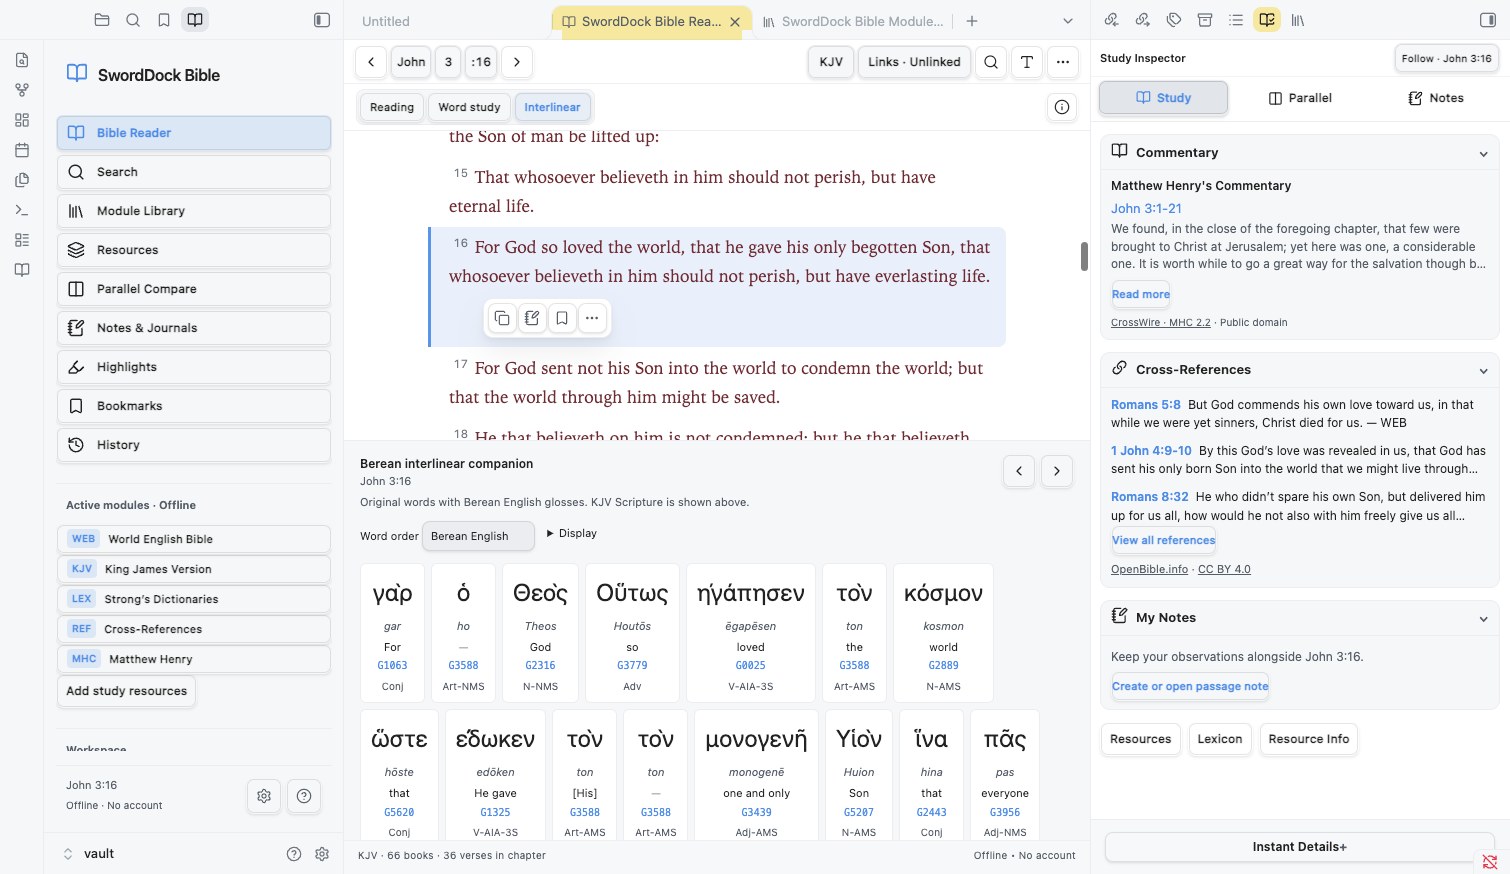 Untitled
SwordDock Bible Rea...
SwordDock Bible Module...
SwordDock Bible
Bible Reader
Search
Module Library
Resources
Parallel Compare
Notes & Journals
Highlights
Bookmarks
History
Active modules · Offline
WEB World English Bible
KJV King James Version
LEX Strong's Dictionaries
REF Cross-References
MHC Matthew Henry
Add study resources
Workspace
John 3:16
Offline · No account
vault
John 3 :16
KJV Links · Unlinked
Reading Word study Interlinear
the Son of man be lifted up:
15 That whosoever believeth in him should not perish, but have
eternal life.
16 For God so loved the world, that he gave his only begotten Son, that
whosoever believeth in him should not perish, but have everlasting life.
17 For God sent not his Son into the world to condemn the world; but
that the world through him might be saved.
18 He that believeth on him is not condemned: but he that believeth
Berean interlinear companion
John 3:16
Original words with Berean English glosses. KJV Scripture is shown above.
Word order Berean English Display
γὰρ ὁ Θεὸς Οὕτως ἠγάπησεν τὸν κόσμον
gar ho Theos Houtōs ēgapēsen ton kosmon
For — God so loved the world
G1063 G3588 G2316 G3779 G0025 G3588 G2889
Conj Art-NMS N-NMS Adv V-AIA-3S Art-AMS N-AMS
ὥστε ἔδωκεν τὸν τὸν μονογενῆ Υἱὸν ἵνα πᾶς
hōste edōken ton ton monogenē Huion hina pas
that He gave [His] — one and only Son that everyone
G5620 G1325 G3588 G3588 G3439 G5207 G2443 G3956
Conj V-AIA-3S Art-AMS Art-AMS Adj-AMS N-AMS Conj Adj-NMS
KJV · 66 books · 36 verses in chapter
Offline • No account
Study Inspector
Follow · John 3:16
Study Parallel Notes
Commentary
Matthew Henry's Commentary
John 3:1-21
We found, in the close of the foregoing chapter, that few were
brought to Christ at Jerusalem; yet here was one, a considerable
one. It is worth while to go a great way for the salvation though b...
Read more
CrossWire · MHC 2.2 · Public domain
Cross-References
Romans 5:8 But God commends his own love toward us, in that
while we were yet sinners, Christ died for us. — WEB
1 John 4:9-10 By this God's love was revealed in us, that God has
sent his only born Son into the world that we might live through...
Romans 8:32 He who didn't spare his own Son, but delivered him
up for us all, how would he not also with him freely give us all...
View all references
OpenBible.info · CC BY 4.0
My Notes
Keep your observations alongside John 3:16.
Create or open passage note
Resources Lexicon Resource Info
Instant Details+